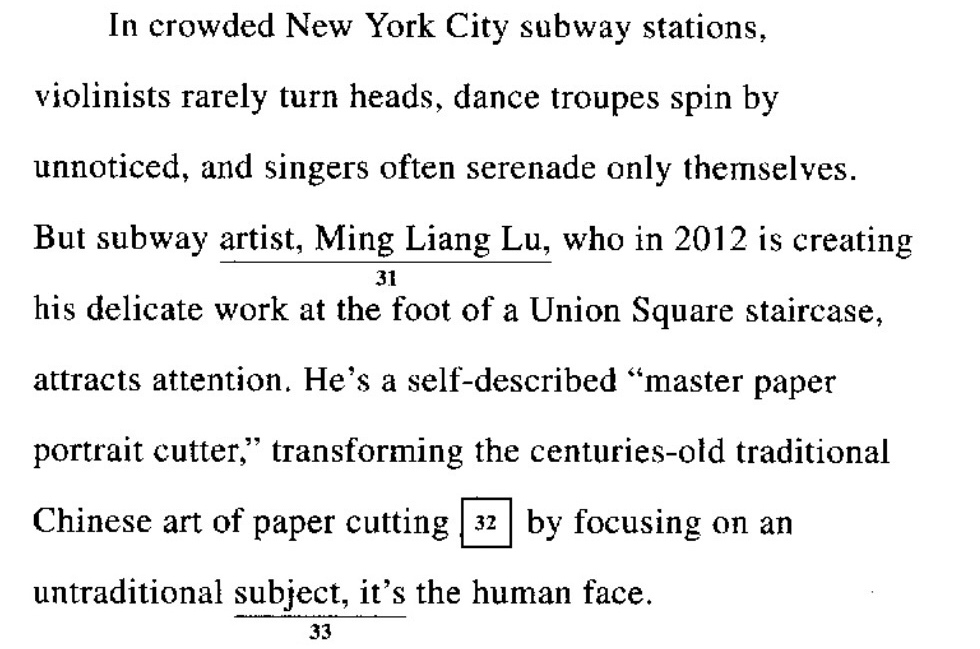 In crowded New York City subway stations,
violinists rarely turn heads, dance troupes spin by
unnoticed, and singers often serenade only themselves.
But subway artist, Ming Liang Lu, who in 2012 is creating
31
his delicate work at the foot of a Union Square staircase,
attracts attention. He’s a self-described “master paper
portrait cutter,” transforming the centuries-old traditional
Chinese art of paper cutting 32 by focusing on an
untraditional subject, it’s the human face.
33